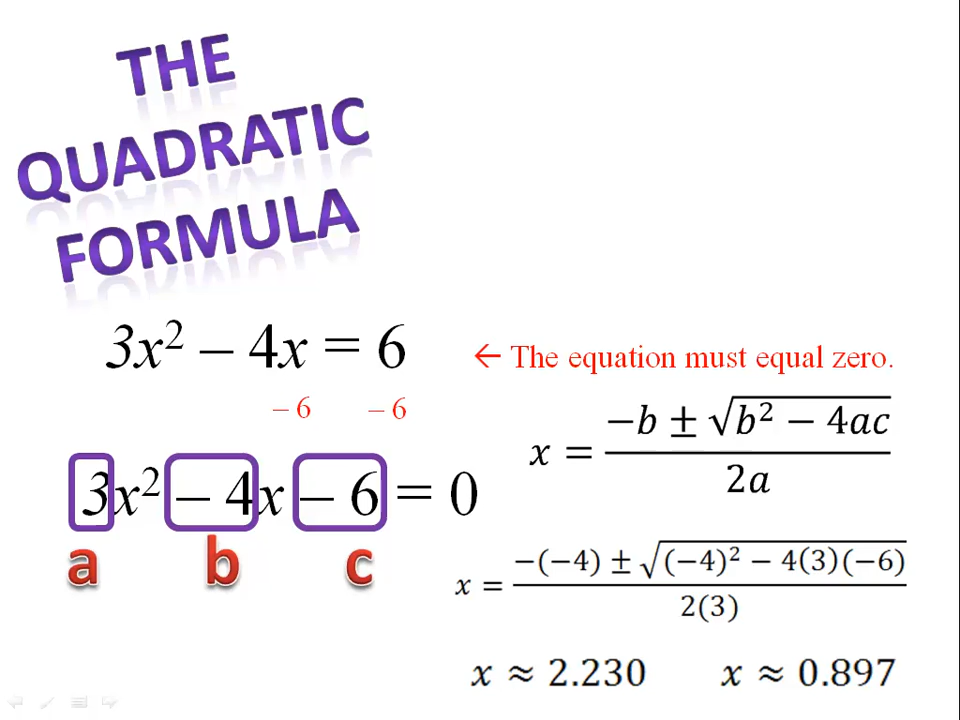 THE
QUADRATIC
FORMULA
3x² – 4x = 6
← The equation must equal zero.
– 6 – 6
x = (−b ± √(b² − 4ac)) / 2a
3x² – 4x – 6 = 0
a b c
x = (−(−4) ± √((−4)² − 4(3)(−6))) / 2(3)
x ≈ 2.230 x ≈ 0.897